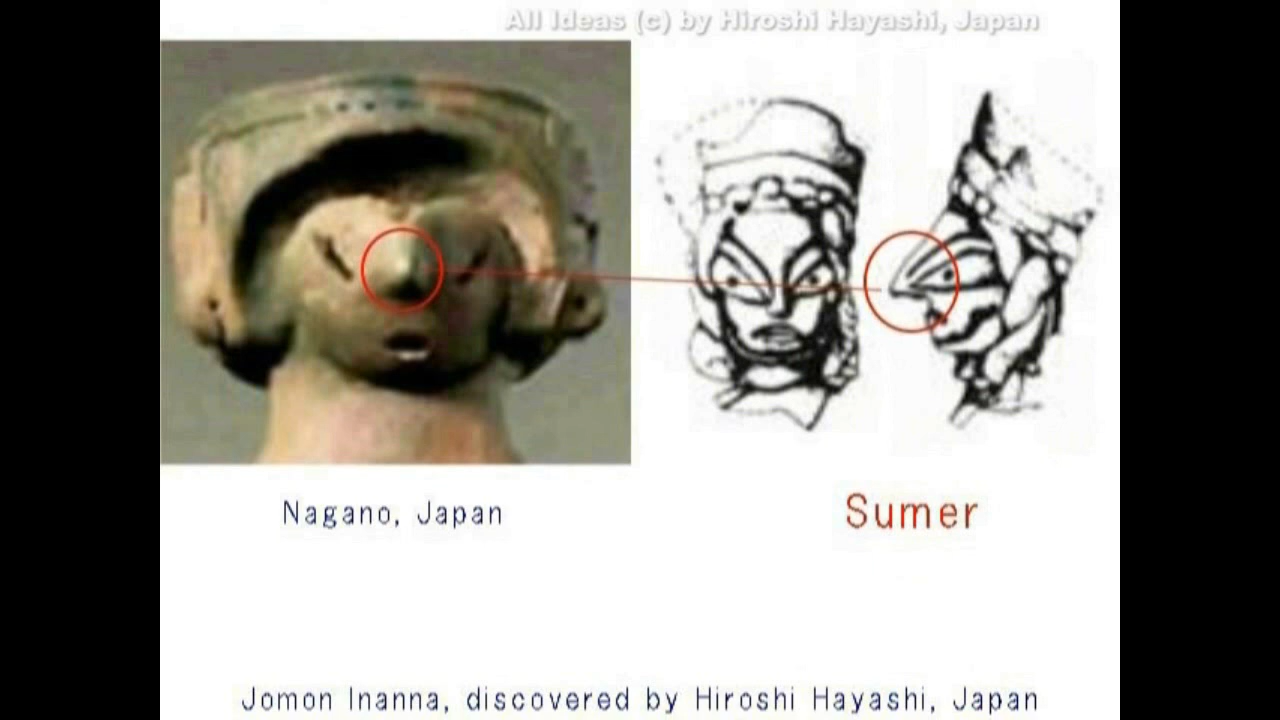 All Ideas (c) by Hiroshi Hayashi, Japan
Nagano, Japan
Sumer
Jomon Inanna, discovered by Hiroshi Hayashi, Japan